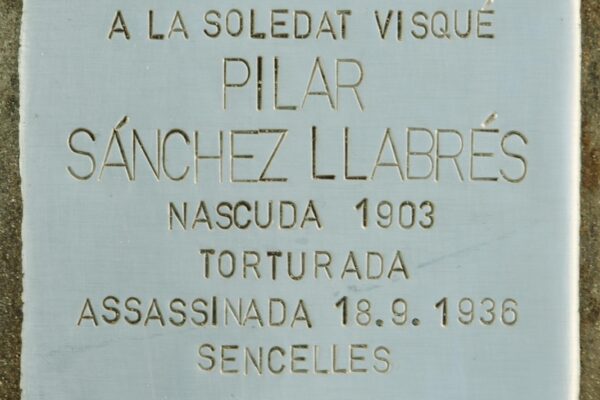 A LA SOLEDAT VISQUÉ
PILAR
SÁNCHEZ LLABRÉS
NASCUDA 1903
TORTURADA
ASSASSINADA 18.9.1936
SENCELLES